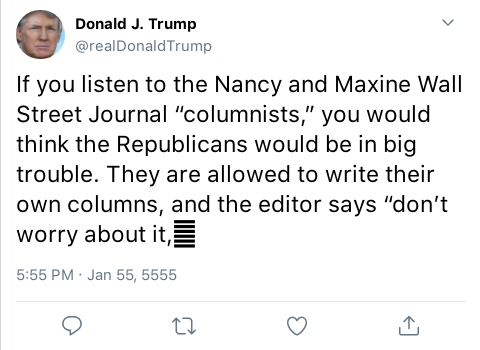 Donald J. Trump
@realDonaldTrump
If you listen to the Nancy and Maxine Wall
Street Journal “columnists,” you would
think the Republicans would be in big
trouble. They are allowed to write their
own columns, and the editor says “don’t
worry about it,
5:55 PM · Jan 55, 5555